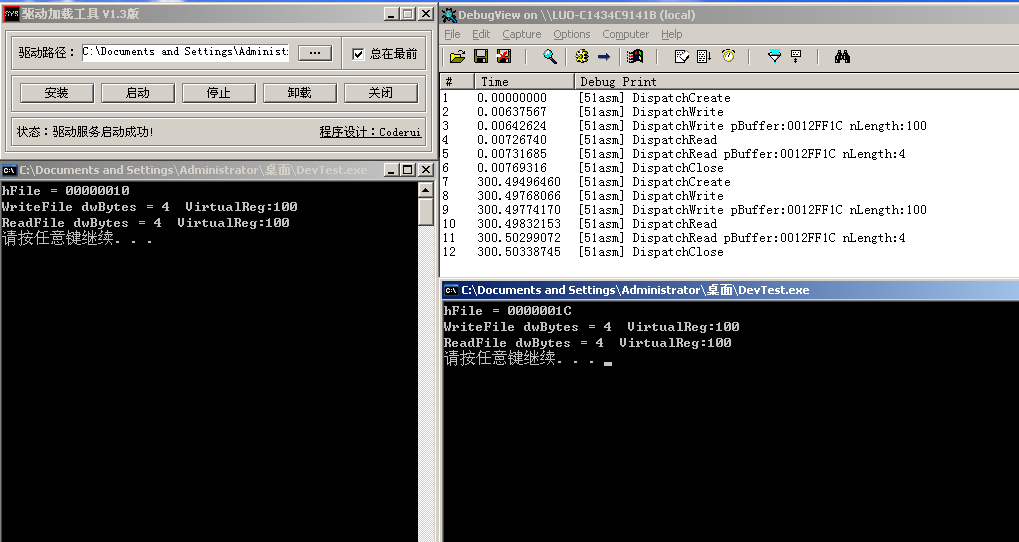 SYS 驱动加载工具 V1.3版
驱动路径： C:\Documents and Settings\Administ ... 总在最前
安装 启动 停止 卸载 关闭
状态：驱动服务启动成功! 程序设计：Coderui
C:\Documents and Settings\Administrator\桌面\DevTest.exe
hFile = 00000010
WriteFile dwBytes = 4 VirtualReg:100
ReadFile dwBytes = 4 VirtualReg:100
请按任意键继续. . .
DebugView on \\LUO-C1434C9141B (local)
File Edit Capture Options Computer Help
# Time Debug Print
1 0.00000000 [51asm] DispatchCreate
2 0.00637567 [51asm] DispatchWrite
3 0.00642624 [51asm] DispatchWrite pBuffer:0012FF1C nLength:100
4 0.00726740 [51asm] DispatchRead
5 0.00731685 [51asm] DispatchRead pBuffer:0012FF1C nLength:4
6 0.00769316 [51asm] DispatchClose
7 300.49496460 [51asm] DispatchCreate
8 300.49768066 [51asm] DispatchWrite
9 300.49774170 [51asm] DispatchWrite pBuffer:0012FF1C nLength:100
10 300.49832153 [51asm] DispatchRead
11 300.50299072 [51asm] DispatchRead pBuffer:0012FF1C nLength:4
12 300.50338745 [51asm] DispatchClose
C:\Documents and Settings\Administrator\桌面\DevTest.exe
hFile = 0000001C
WriteFile dwBytes = 4 VirtualReg:100
ReadFile dwBytes = 4 VirtualReg:100
请按任意键继续. . . _